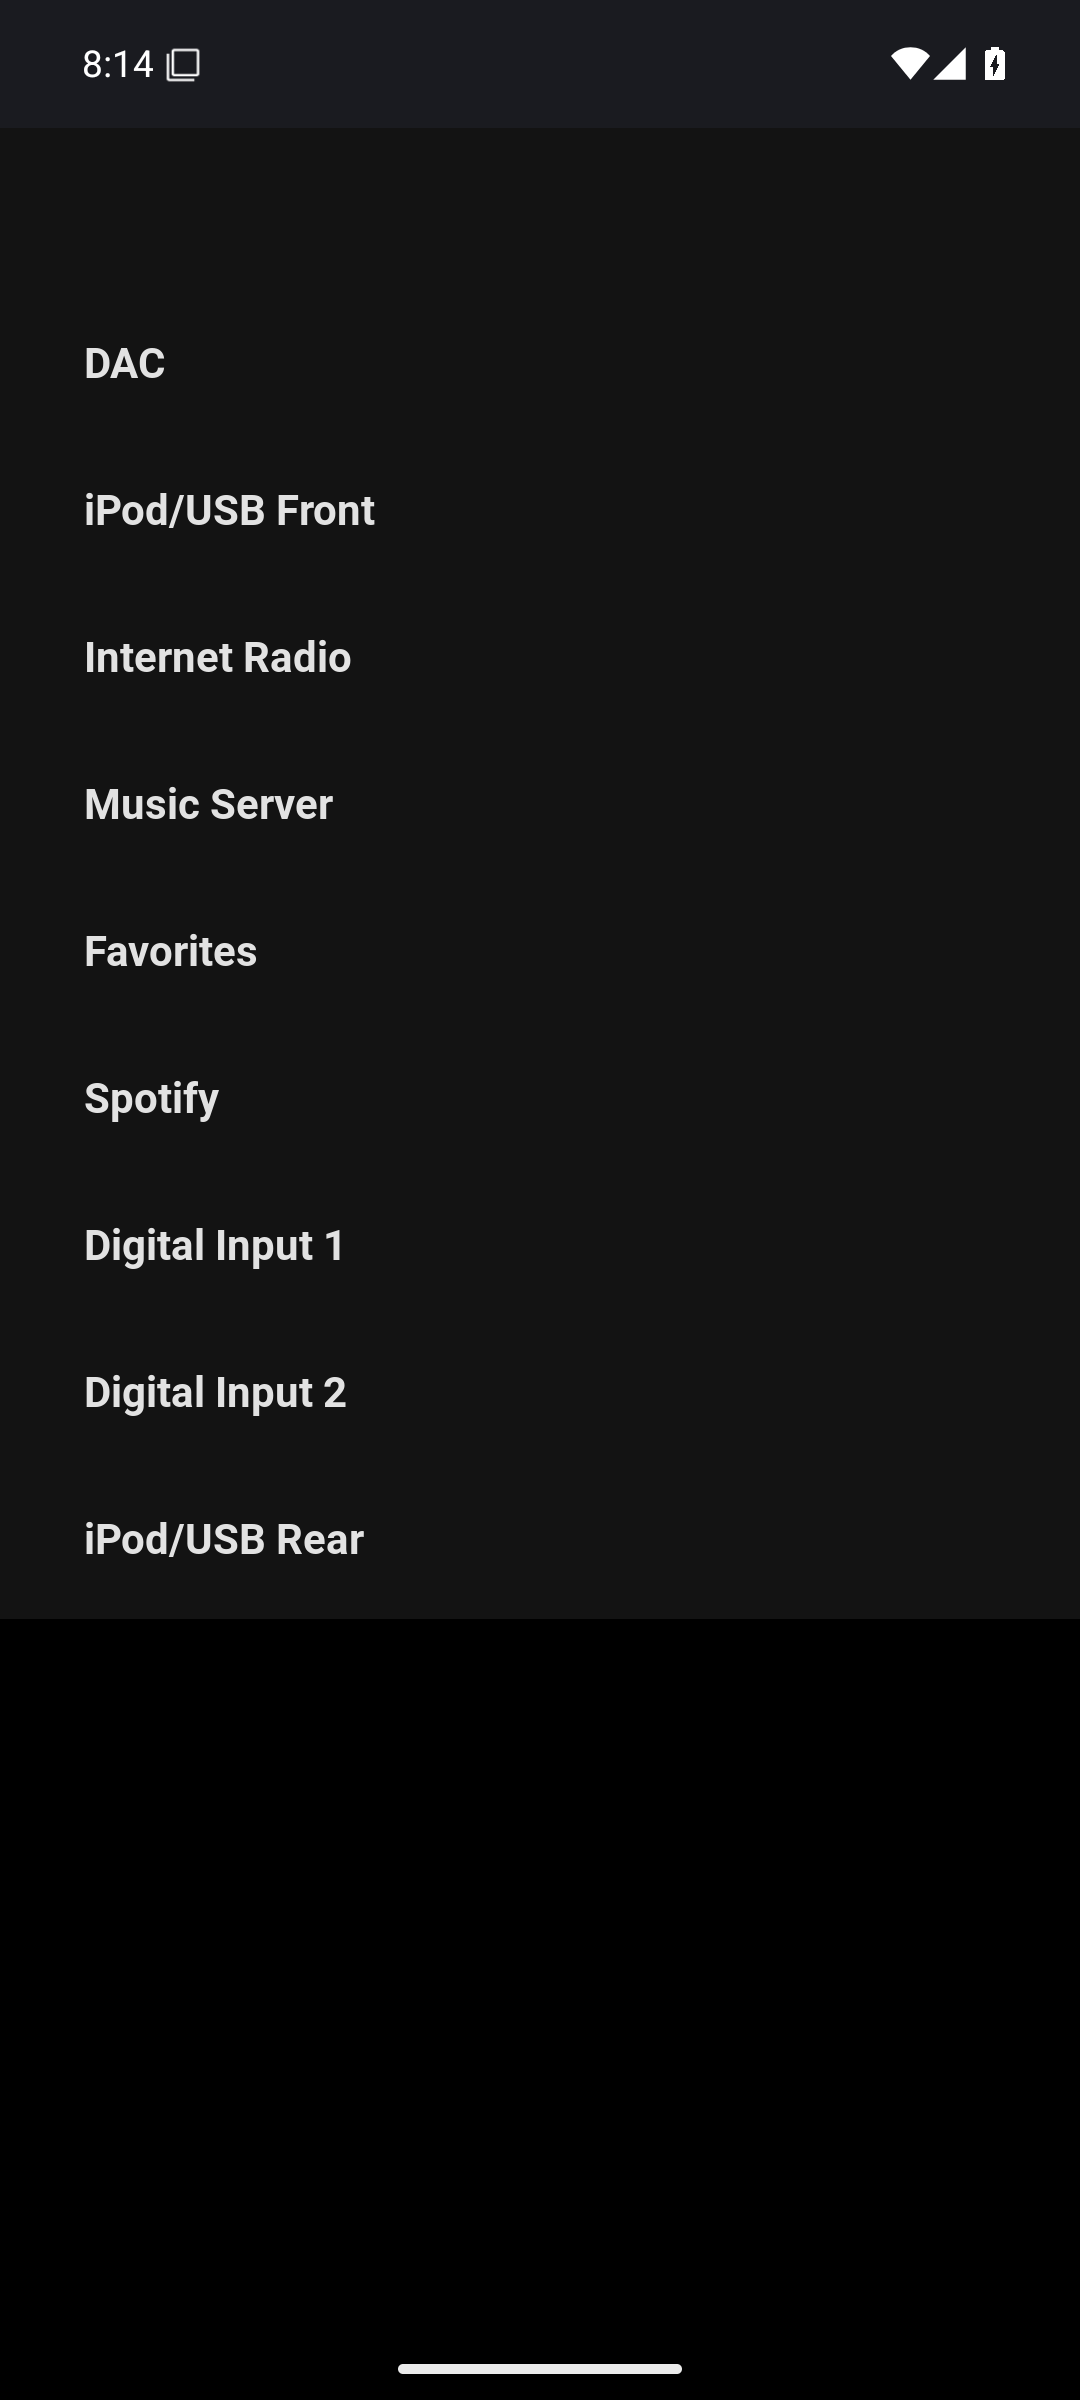 8:14
DAC
iPod/USB Front
Internet Radio
Music Server
Favorites
Spotify
Digital Input 1
Digital Input 2
iPod/USB Rear